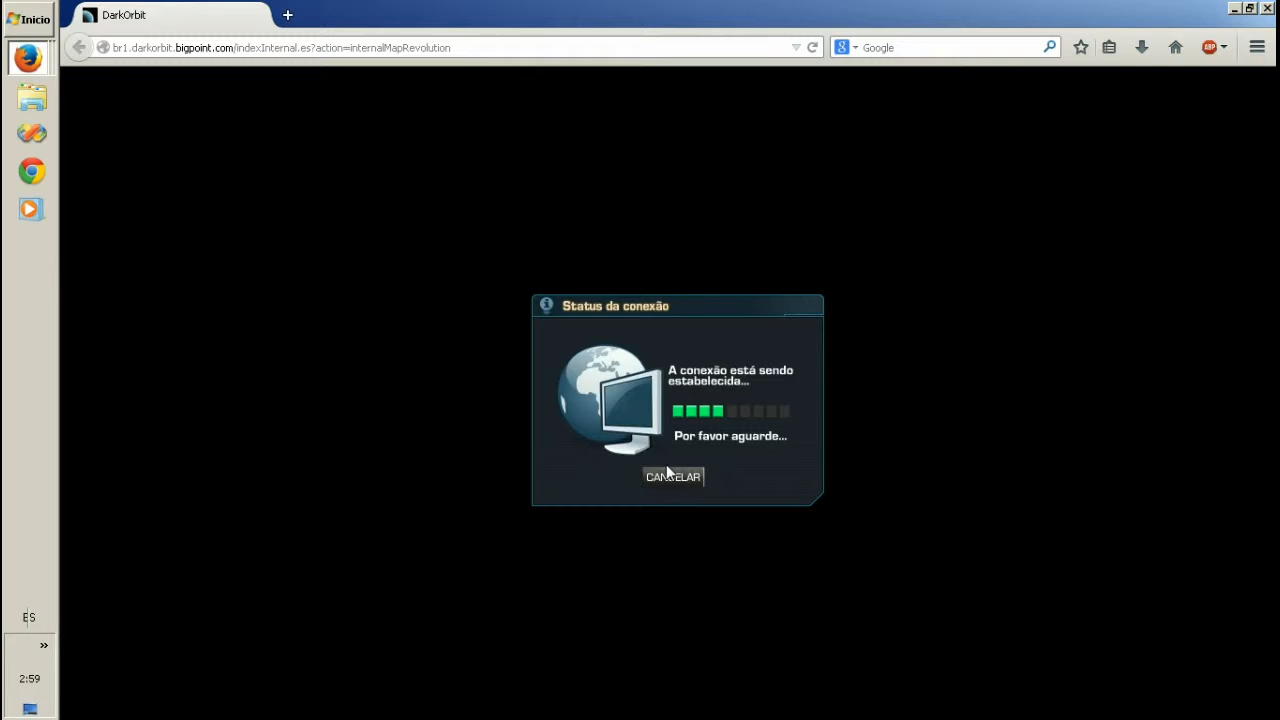 Inicio
DarkOrbit
br1.darkorbit.bigpoint.com/indexInternal.es?action=internalMapRevolution
Google
ABP
Status da conexão
A conexão está sendo
estabelecida...
Por favor aguarde...
CANCELAR
ES
2:59